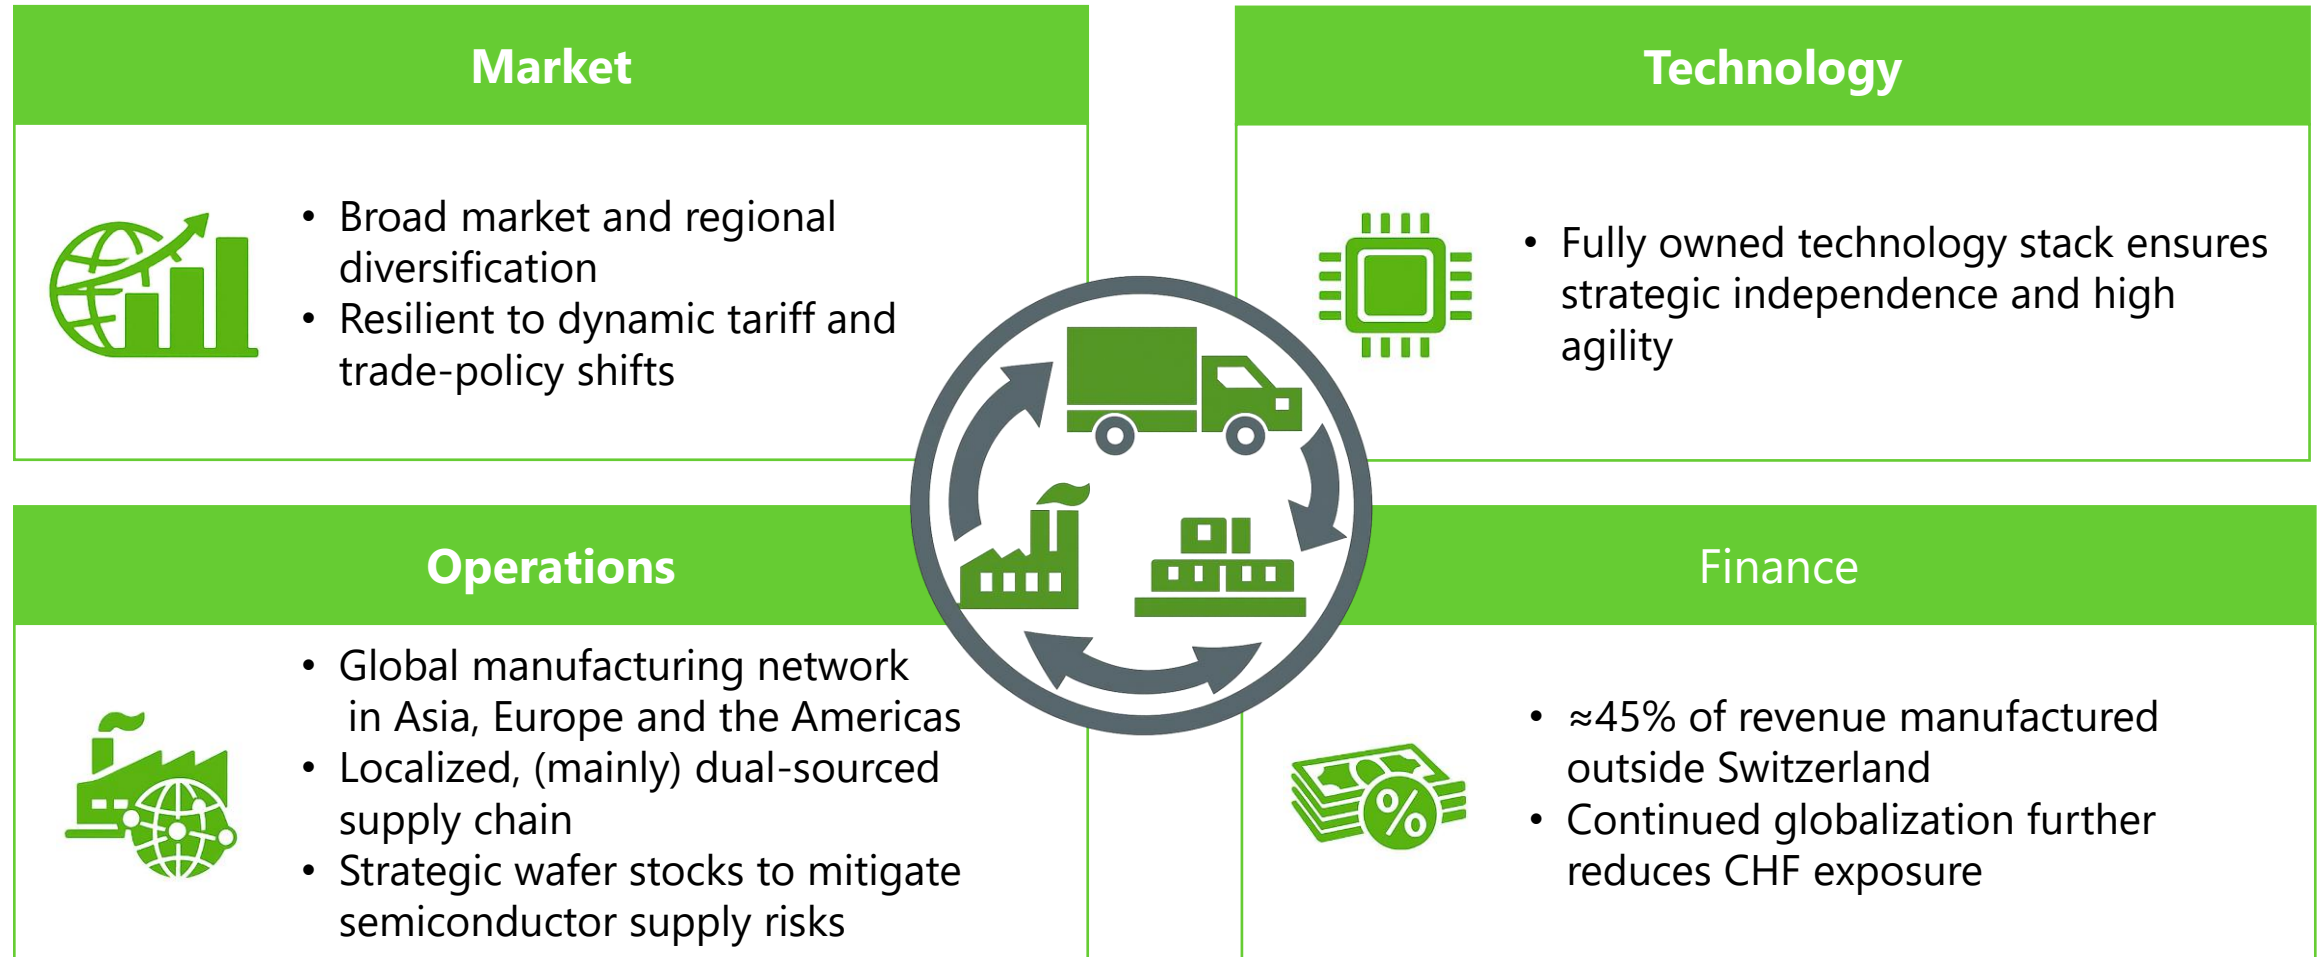 Market
• Broad market and regional
diversification
• Resilient to dynamic tariff and
trade-policy shifts
Technology
• Fully owned technology stack ensures
strategic independence and high
agility
Operations
• Global manufacturing network
in Asia, Europe and the Americas
• Localized, (mainly) dual-sourced
supply chain
• Strategic wafer stocks to mitigate
semiconductor supply risks
Finance
• ≈45% of revenue manufactured
outside Switzerland
• Continued globalization further
reduces CHF exposure
%